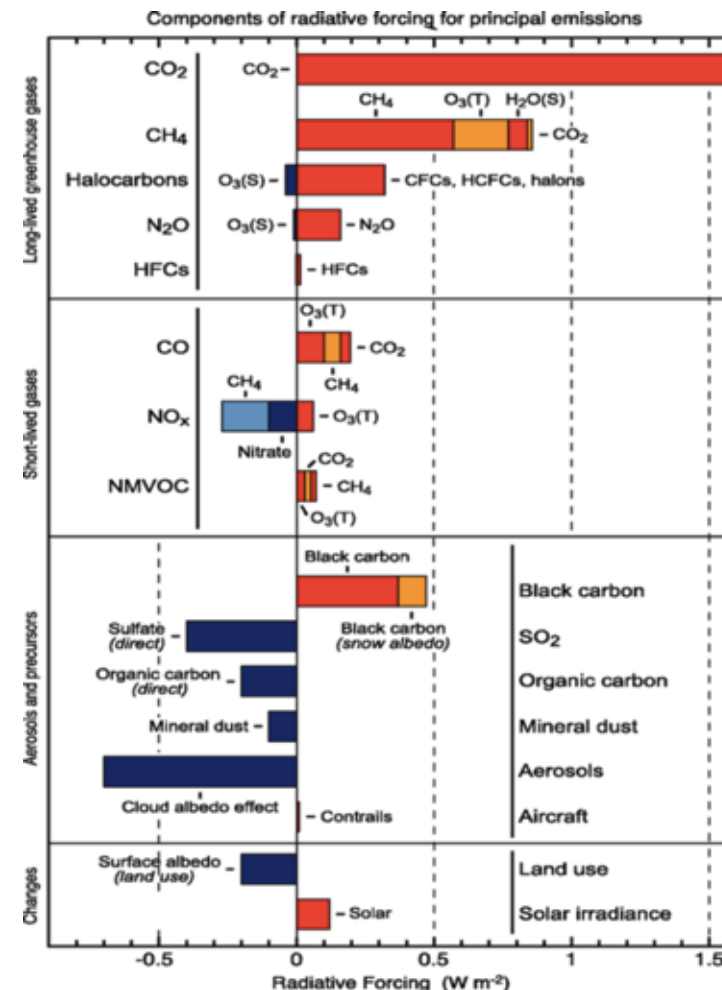 Components of radiative forcing for principal emissions
Long-lived greenhouse gases
CO₂
CO₂
CH₄
CH₄
O₃(T)
H₂O(S)
CO₂
Halocarbons
O₃(S)
CFCs, HCFCs, halons
N₂O
O₃(S)
N₂O
HFCs
HFCs
Short-lived gases
CO
O₃(T)
CO₂
CH₄
NOₓ
CH₄
O₃(T)
Nitrate
NMVOC
CO₂
CH₄
O₃(T)
Aerosols and precursors
Black carbon
Black carbon
Black carbon
(snow albedo)
Sulfate
(direct)
SO₂
Organic carbon
(direct)
Organic carbon
Mineral dust
Mineral dust
Aerosols
Cloud albedo effect
Contrails
Aircraft
Changes
Surface albedo
(land use)
Land use
Solar
Solar irradiance
-0.5 0 0.5 1 1.5
Radiative Forcing (W m⁻²)